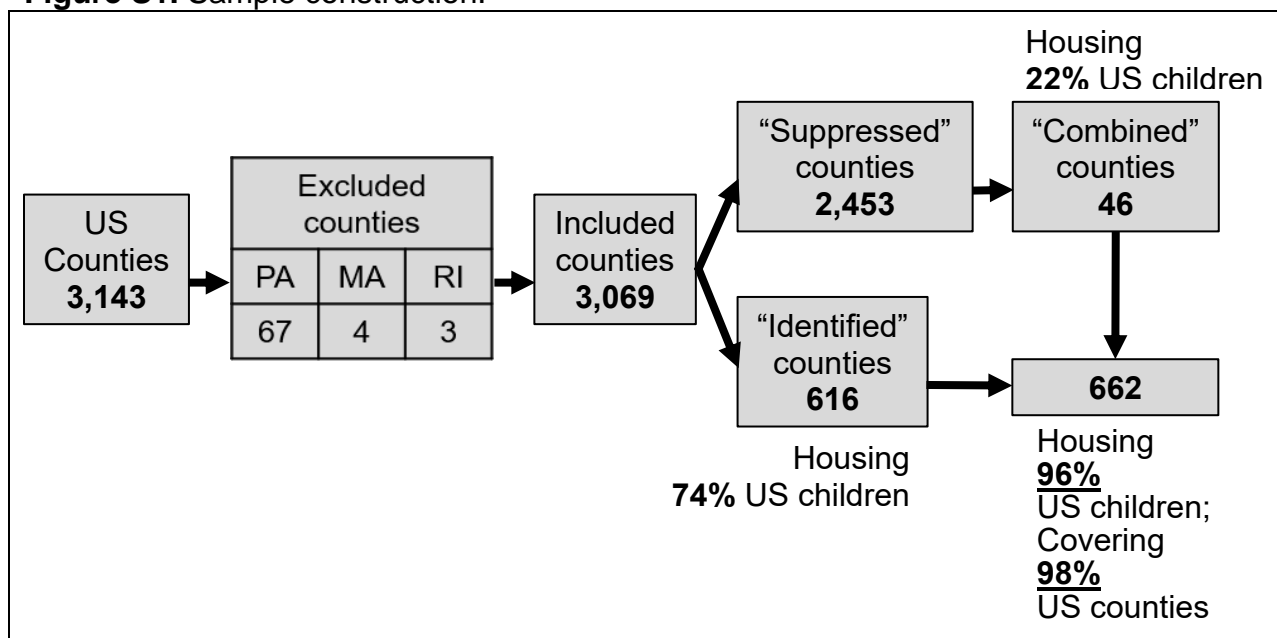 Figure S1. Sample construction.
US
Counties
3,143
Excluded
counties
PA MA RI
67 4 3
Included
counties
3,069
“Suppressed”
counties
2,453
Housing
22% US children
“Combined”
counties
46
“Identified”
counties
616
Housing
74% US children
662
Housing
96%
US children;
Covering
98%
US counties